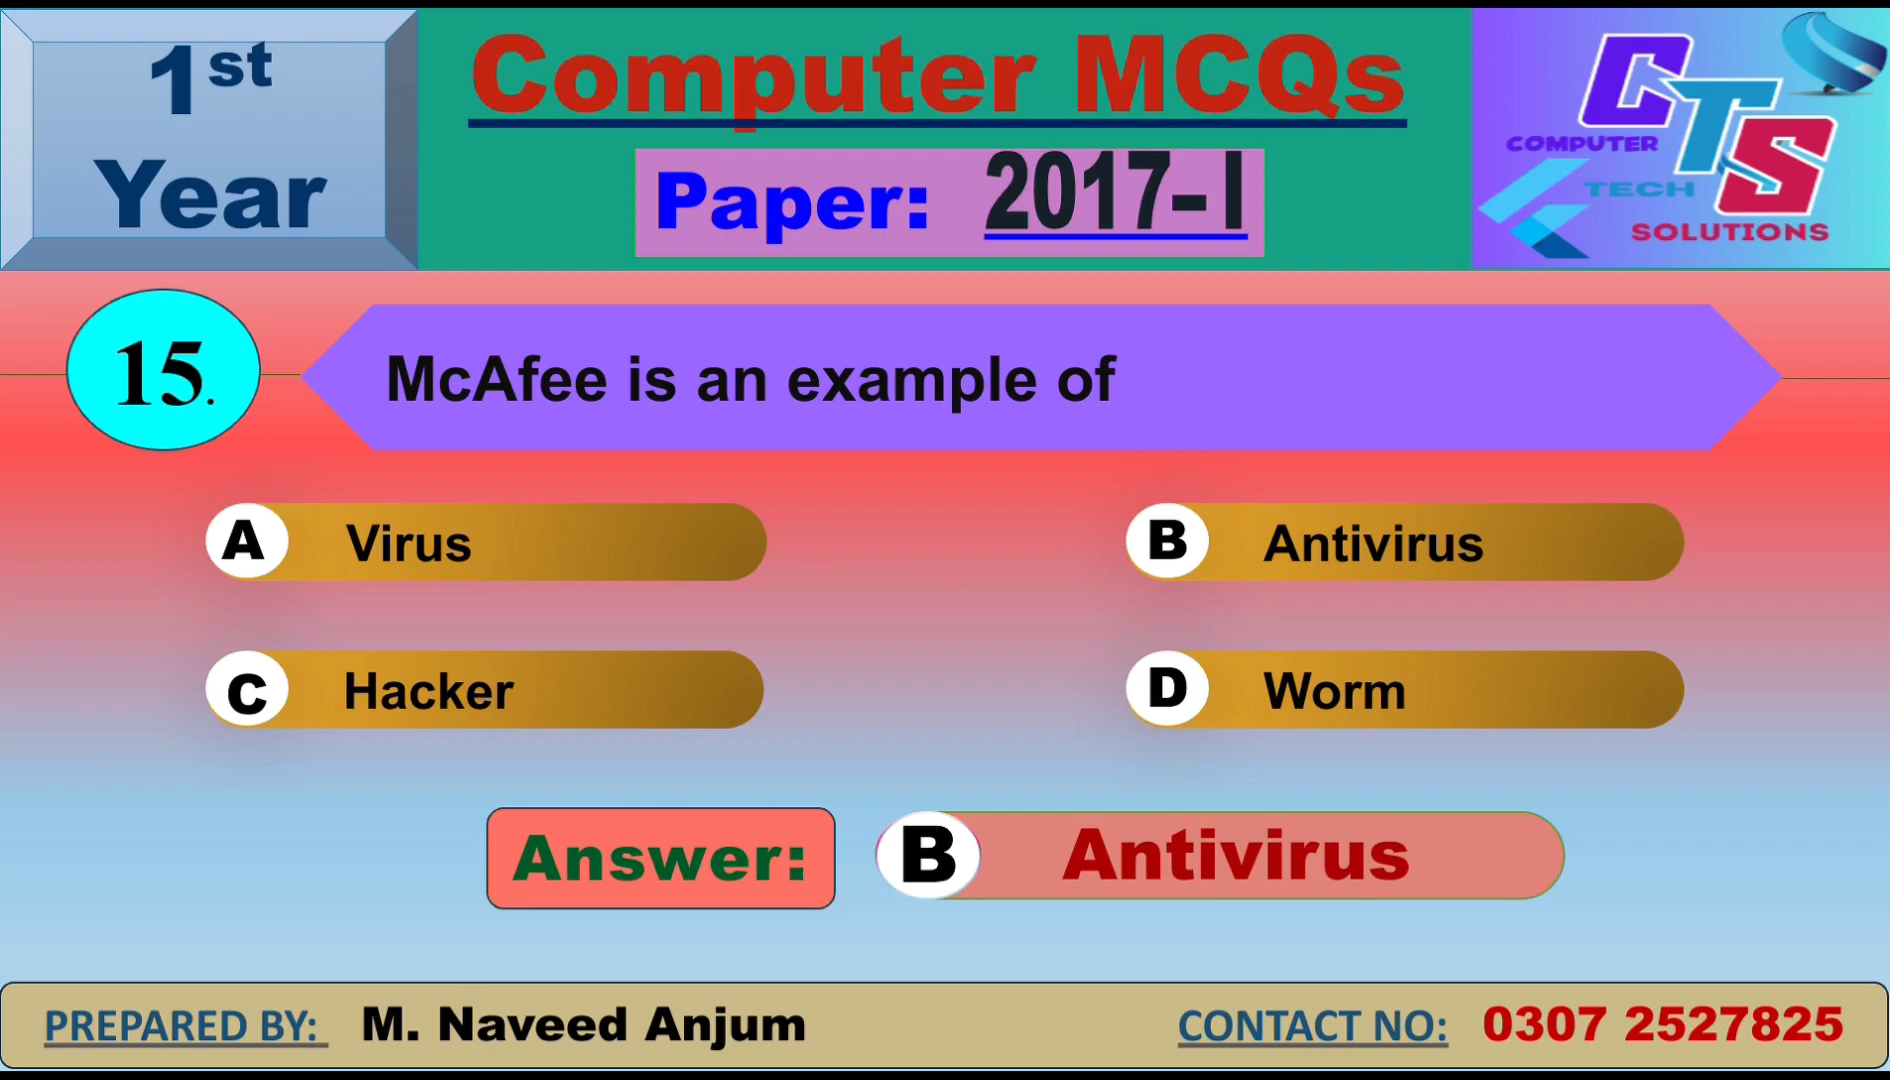 1st
Year
Computer MCQs
Paper: 2017-I
CTS
COMPUTER
TECH
SOLUTIONS
15.
McAfee is an example of
A Virus
B Antivirus
C Hacker
D Worm
Answer: B Antivirus
PREPARED BY: M. Naveed Anjum
CONTACT NO: 0307 2527825